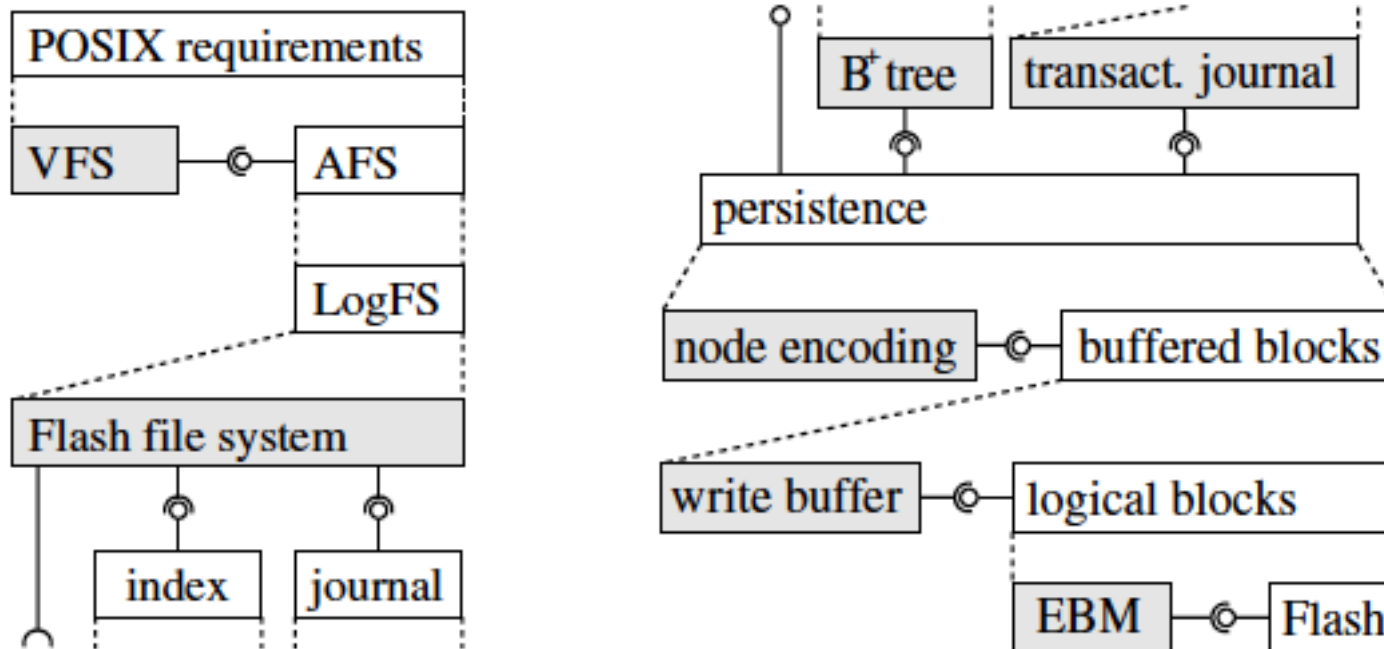 POSIX requirements
VFS
AFS
LogFS
Flash file system
index
journal
B+ tree
transact. journal
persistence
node encoding
buffered blocks
write buffer
logical blocks
EBM
Flash